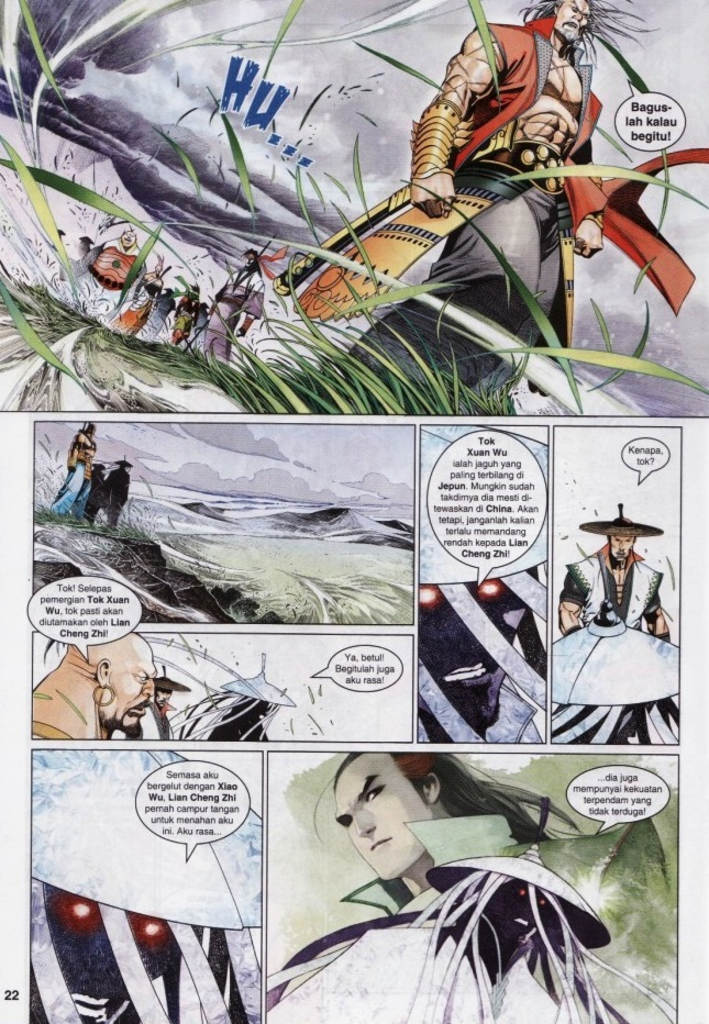 HU...
Bagus-
lah kalau
begitu!
Tok! Selepas
pemergian Tok Xuan
Wu, tok pasti akan
diutamakan oleh Lian
Cheng Zhi!
Ya, betul!
Begitulah juga
aku rasa!
Tok
Xuan Wu
ialah jaguh yang
paling terbilang di
Jepun. Mungkin sudah
takdirnya dia mesti di-
tewaskan di China. Akan
tetapi, janganlah kalian
terlalu memandang
rendah kepada Lian
Cheng Zhi!
Kenapa,
tok?
Semasa aku
bergelut dengan Xiao
Wu, Lian Cheng Zhi
pernah campur tangan
untuk menahan aku
ini. Aku rasa...
...dia juga
mempunyai kekuatan
terpendam yang
tidak terduga!
22